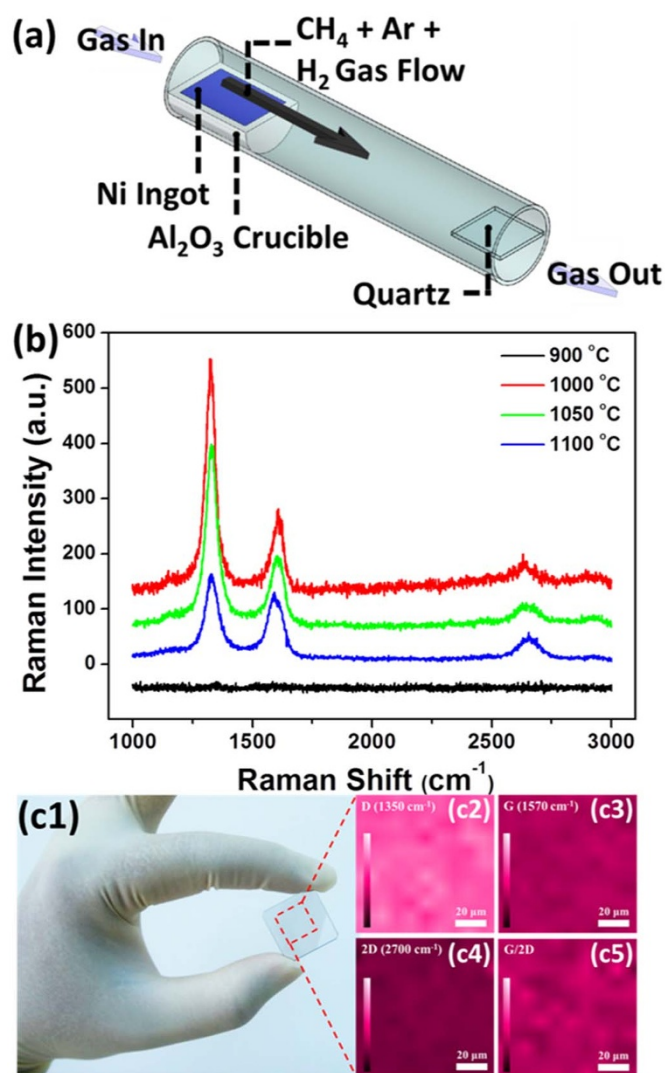 (a)
Gas In
CH₄ + Ar +
H₂ Gas Flow
Ni Ingot
Al₂O₃ Crucible
Quartz
Gas Out
(b)
600
500
400
300
200
100
0
Raman Intensity (a.u.)
900 °C
1000 °C
1050 °C
1100 °C
1000
1500
2000
2500
3000
Raman Shift (cm⁻¹)
(c1)
D (1350 cm⁻¹)
(c2)
20 µm
G (1570 cm⁻¹)
(c3)
20 µm
2D (2700 cm⁻¹)
(c4)
20 µm
G/2D
(c5)
20 µm